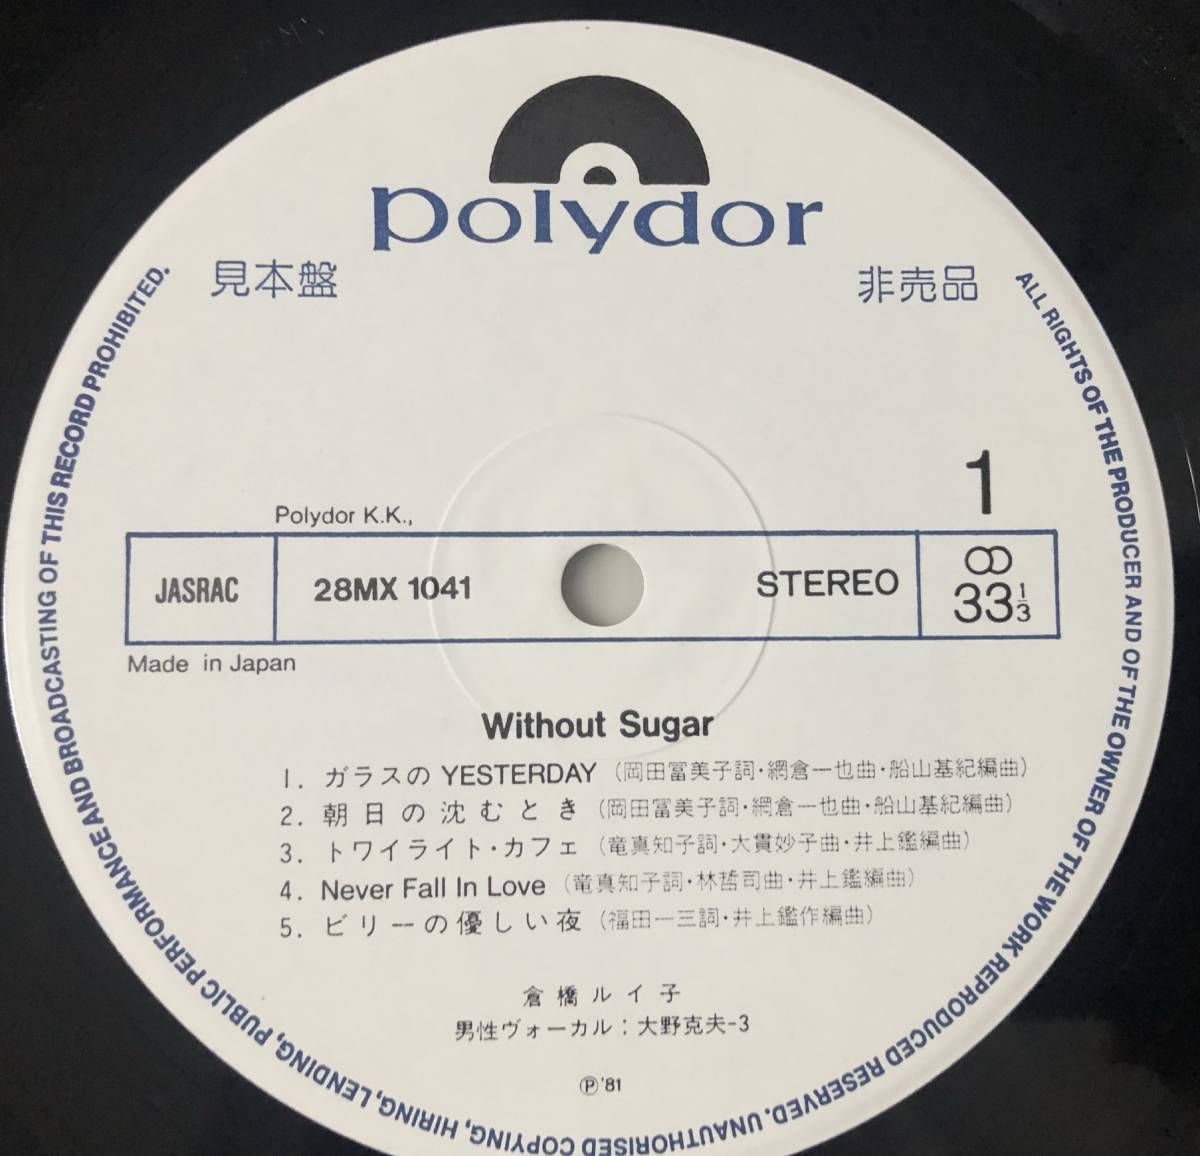 polydor
見本盤
非売品
1
Polydor K.K.,
JASRAC
28MX 1041
STEREO
33 1/3
Made in Japan
Without Sugar
1. ガラスの YESTERDAY (岡田冨美子詞・網倉一也曲・船山基紀編曲)
2. 朝日の沈むとき (岡田冨美子詞・網倉一也曲・船山基紀編曲)
3. トワイライト・カフェ (竜真知子詞・大貫妙子曲・井上鑑編曲)
4. Never Fall In Love (竜真知子詞・林哲司曲・井上鑑編曲)
5. ビリーの優しい夜 (福田一三詞・井上鑑作編曲)
倉橋ルイ子
男性ヴォーカル：大野克夫-3
Ⓟ'81
ALL RIGHTS OF THE PRODUCER AND OF THE OWNER OF THE WORK REPRODUCED RESERVED. UNAUTHORISED COPYING, HIRING, LENDING, PUBLIC PERFORMANCE AND BROADCASTING OF THIS RECORD PROHIBITED.